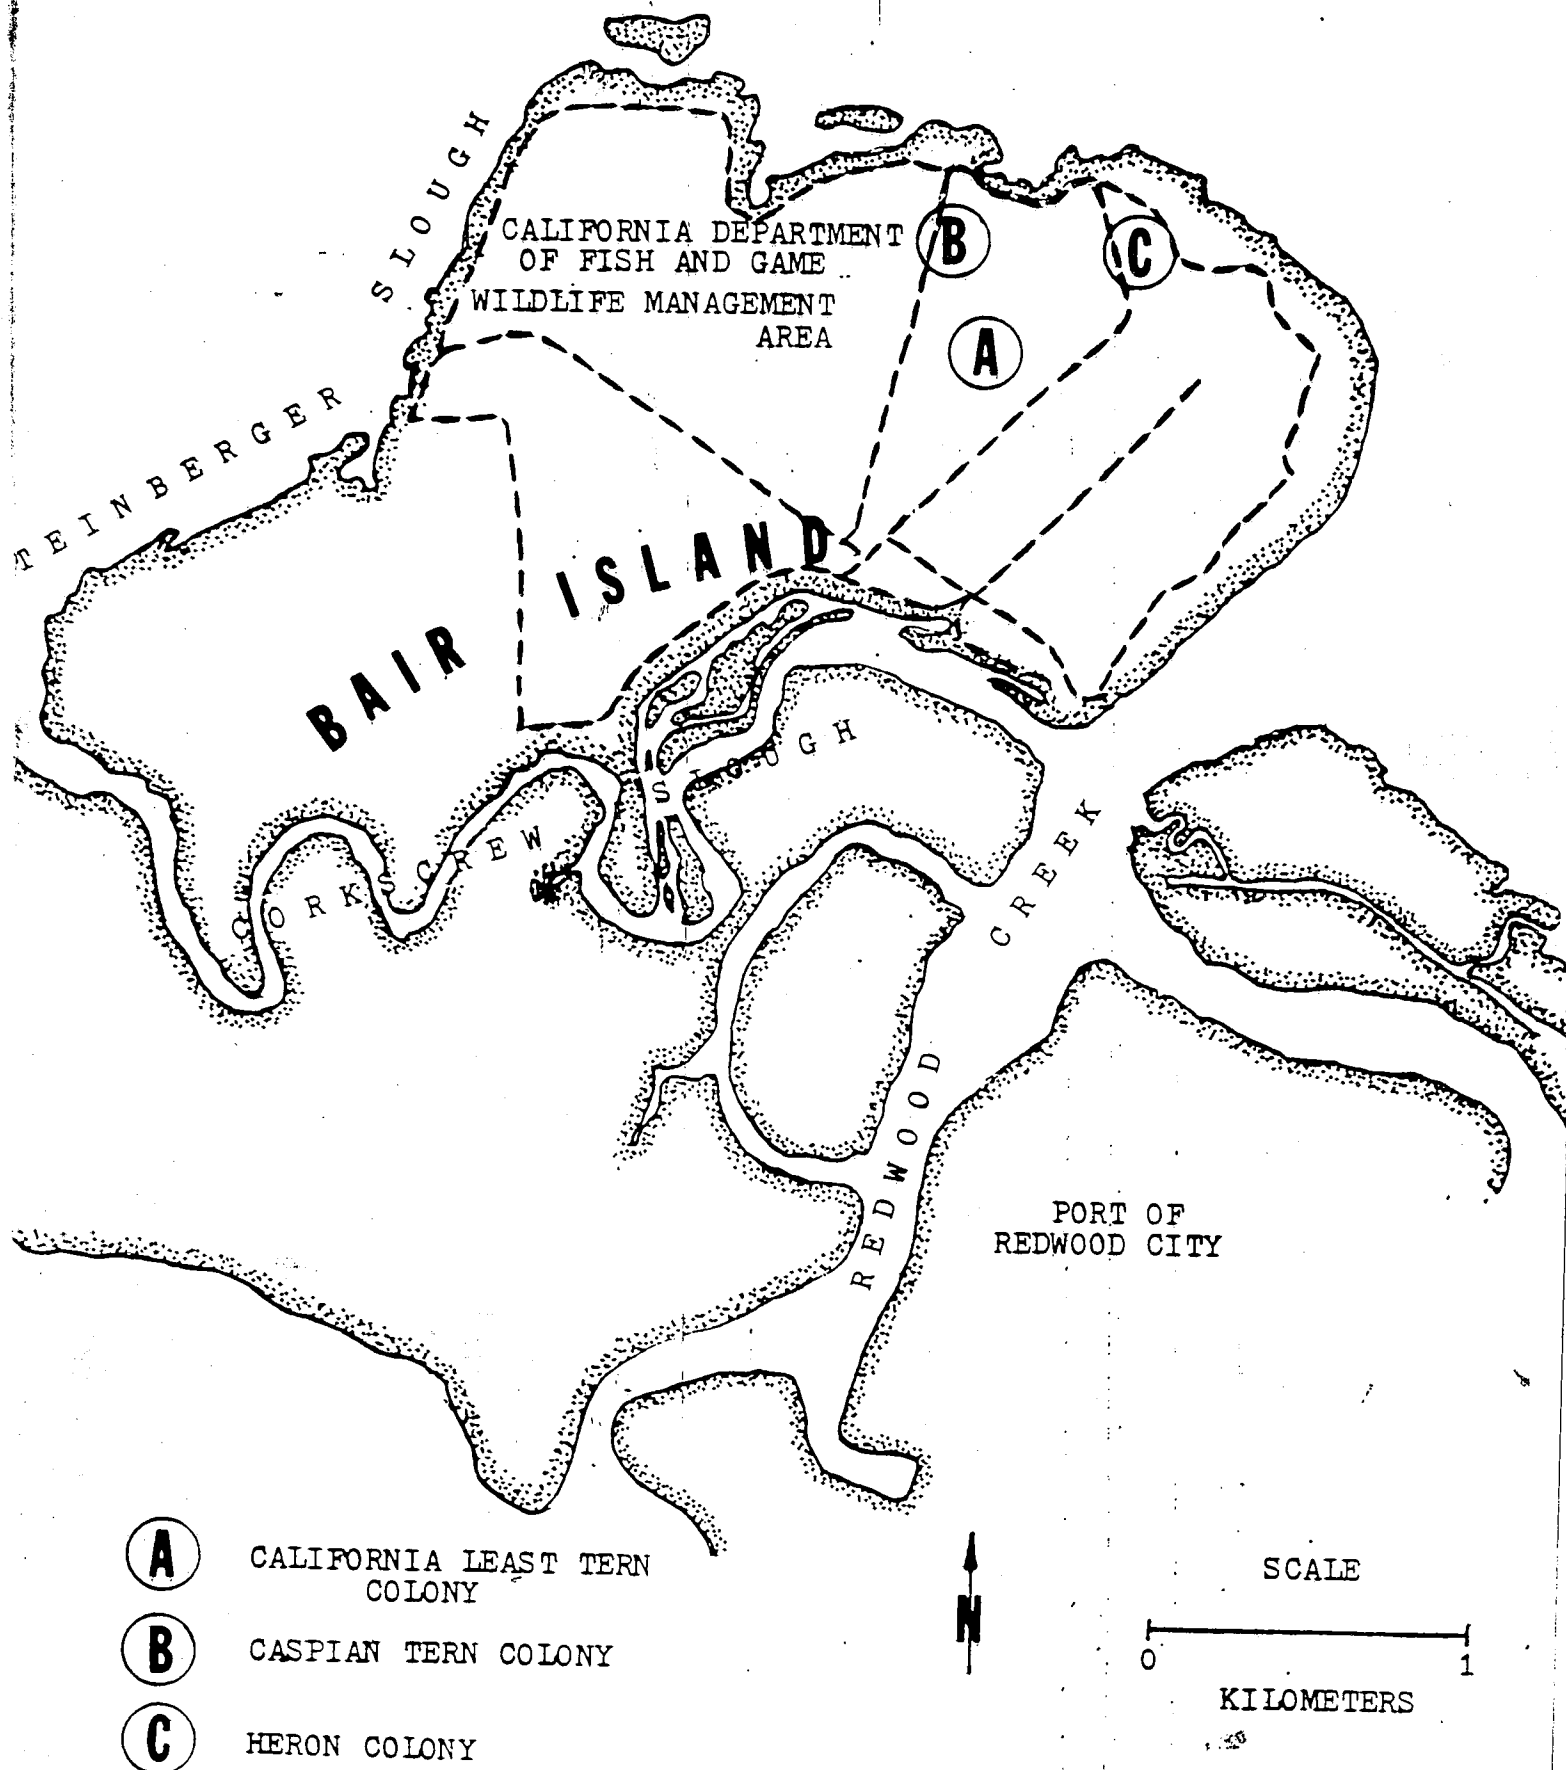 SLOUGH
CALIFORNIA DEPARTMENT
OF FISH AND GAME
WILDLIFE MANAGEMENT
AREA
B
C
A
TEINBERGER
BAIR ISLAND
CORKSCREW SLOUGH
REDWOOD CREEK
PORT OF
REDWOOD CITY
A CALIFORNIA LEAST TERN
COLONY
B CASPIAN TERN COLONY
C HERON COLONY
N
SCALE
0 1
KILOMETERS